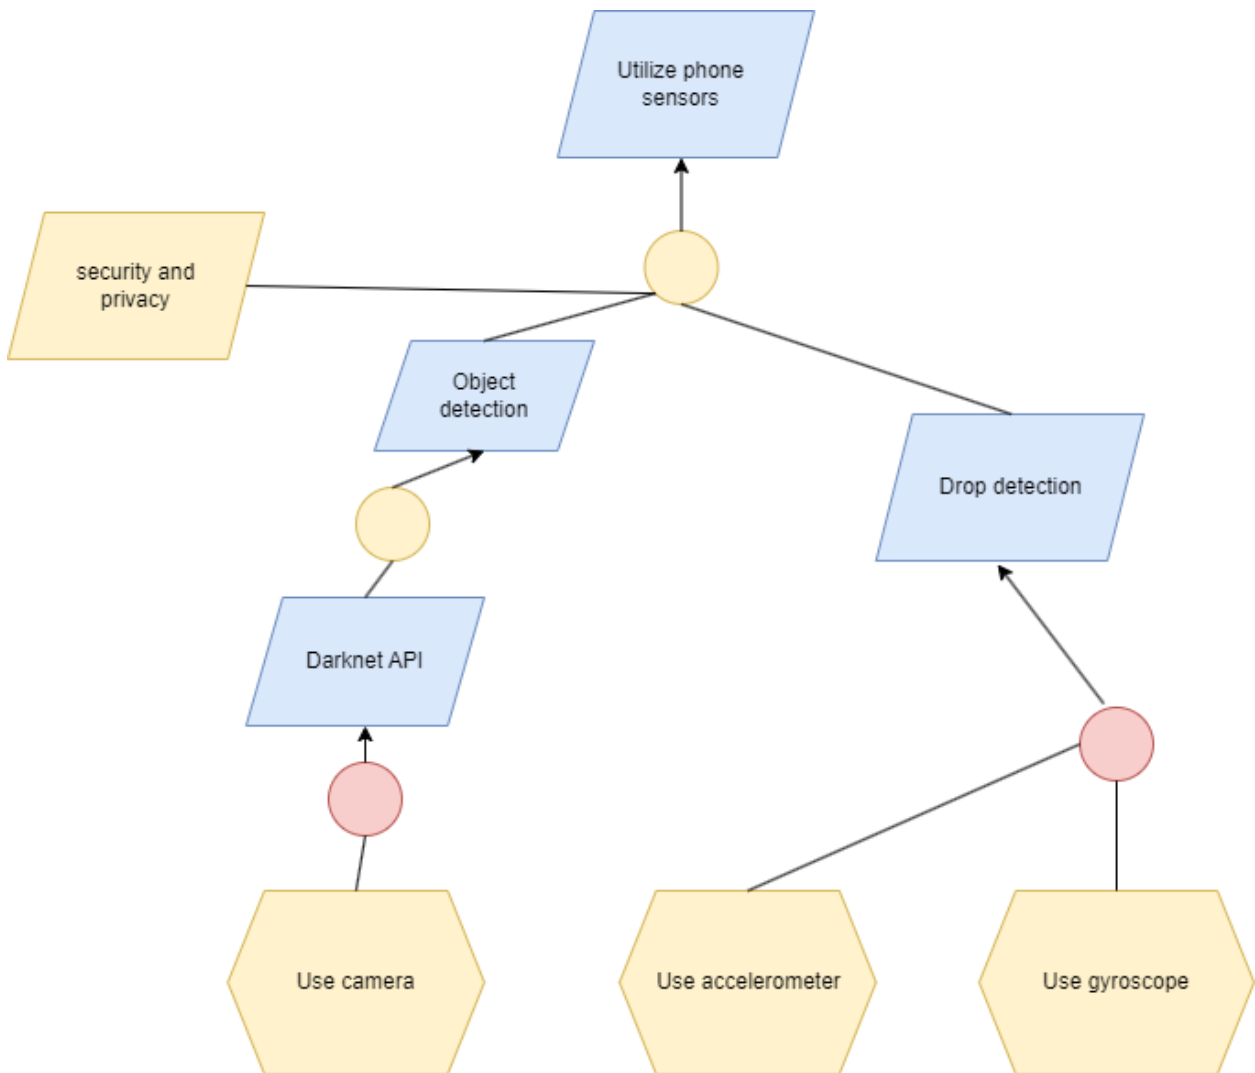 Utilize phone
sensors
security and
privacy
Object
detection
Drop detection
Darknet API
Use camera
Use accelerometer
Use gyroscope